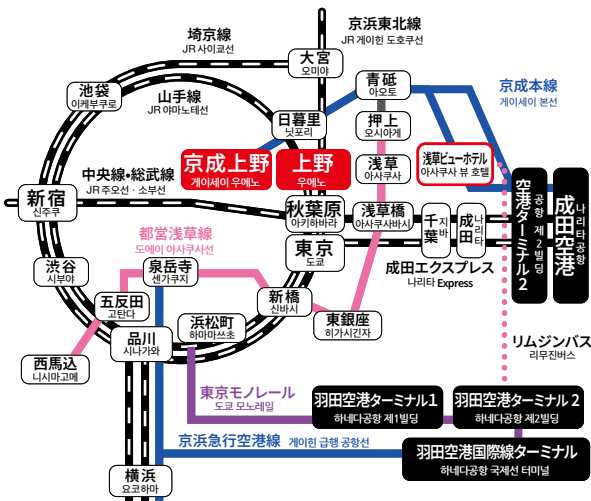 埼京線
JR 사이쿄선
京浜東北線
JR 게이힌 도호쿠선
大宮
오미야
池袋
이케부쿠로
山手線
JR 야마노테선
青砥
아오토
京成本線
게이세이 본선
日暮里
닛포리
押上
오시아게
京成上野
게이세이 우에노
上野
우에노
浅草
아사쿠사
浅草ビューホテル
아사쿠사 뷰 호텔
中央線・総武線
JR 주오선・소부선
新宿
신주쿠
秋葉原
아키하바라
浅草橋
아사쿠사바시
千葉
지바
成田
나리타
空港ターミナル2
공항 제2빌딩
成田空港
나리타공항
都営浅草線
도에이 아사쿠사선
東京
도쿄
成田エクスプレス
나리타 Express
渋谷
시부야
泉岳寺
센가쿠지
五反田
고탄다
新橋
신바시
東銀座
히가시긴자
浜松町
하마마쓰초
品川
시나가와
西馬込
니시마고메
リムジンバス
리무진버스
東京モノレール
도쿄 모노레일
羽田空港ターミナル1
하네다공항 제1빌딩
羽田空港ターミナル2
하네다공항 제2빌딩
京浜急行空港線 게이힌 급행 공항선
羽田空港国際線ターミナル
하네다공항 국제선 터미널
横浜
요코하마